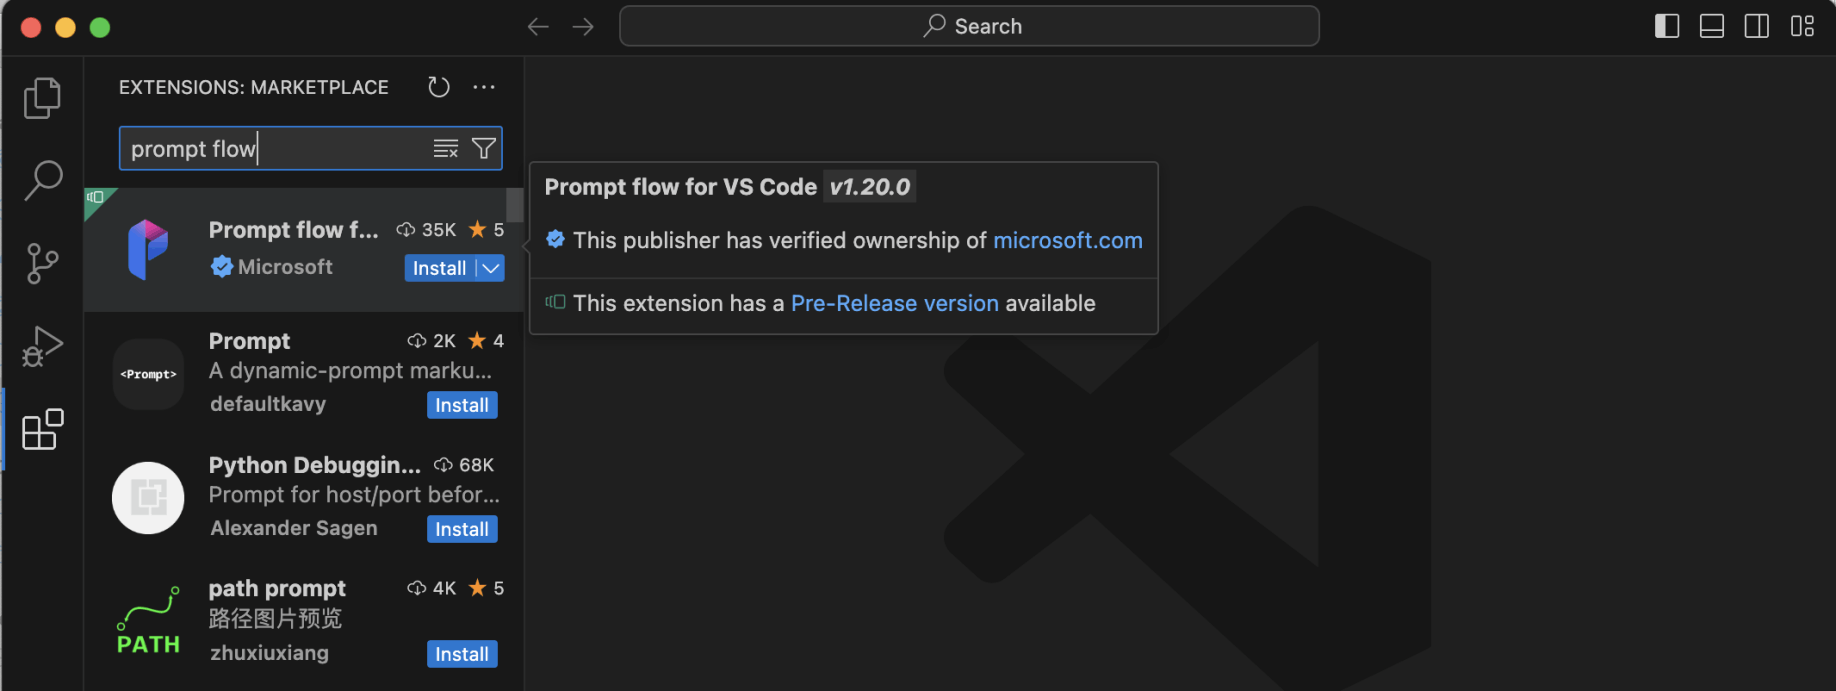 Search
EXTENSIONS: MARKETPLACE
prompt flow
Prompt flow f... 35K 5
Microsoft Install
Prompt flow for VS Code v1.20.0
This publisher has verified ownership of microsoft.com
This extension has a Pre-Release version available
<Prompt>
Prompt 2K 4
A dynamic-prompt marku...
defaultkavy Install
Python Debuggin... 68K
Prompt for host/port befor...
Alexander Sagen Install
PATH
path prompt 4K 5
路径图片预览
zhuxiuxiang Install